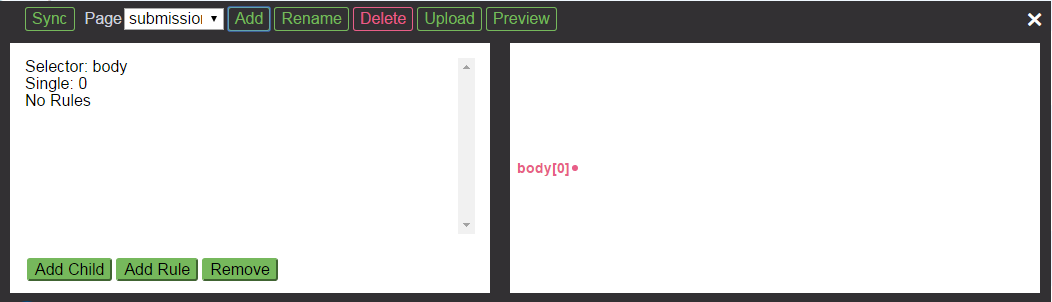 Sync Page submission Add Rename Delete Upload Preview ×
Selector: body
Single: 0
No Rules
body[0]
Add Child Add Rule Remove